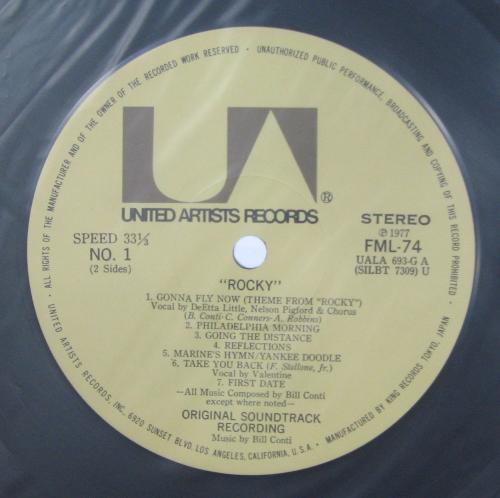 ALL RIGHTS OF THE MANUFACTURER AND OF THE OWNER OF THE RECORDED WORK RESERVED • UNAUTHORIZED PUBLIC PERFORMANCE, BROADCASTING AND COPYING OF THIS RECORD PROHIBITED •
UA
®
UNITED ARTISTS RECORDS
SPEED 33⅓
NO. 1
(2 Sides)
STEREO
℗ 1977
FML-74
UALA 693-G A
(SILBT 7309) U
"ROCKY"
1. GONNA FLY NOW (THEME FROM "ROCKY")
Vocal by DeEtta Little, Nelson Pigford & Chorus
(B. Conti-C. Conners-A. Robbins)
2. PHILADELPHIA MORNING
3. GOING THE DISTANCE
4. REFLECTIONS
5. MARINE'S HYMN/YANKEE DOODLE
6. TAKE YOU BACK (F. Stallone, Jr.)
Vocal by Valentine
7. FIRST DATE
—All Music Composed by Bill Conti
except where noted—
ORIGINAL SOUNDTRACK
RECORDING
Music by Bill Conti
UNITED ARTISTS RECORDS, INC., 6920 SUNSET BLVD. LOS ANGELES, CALIFORNIA, U.S.A. • MANUFACTURED BY KING RECORDS TOKYO, JAPAN